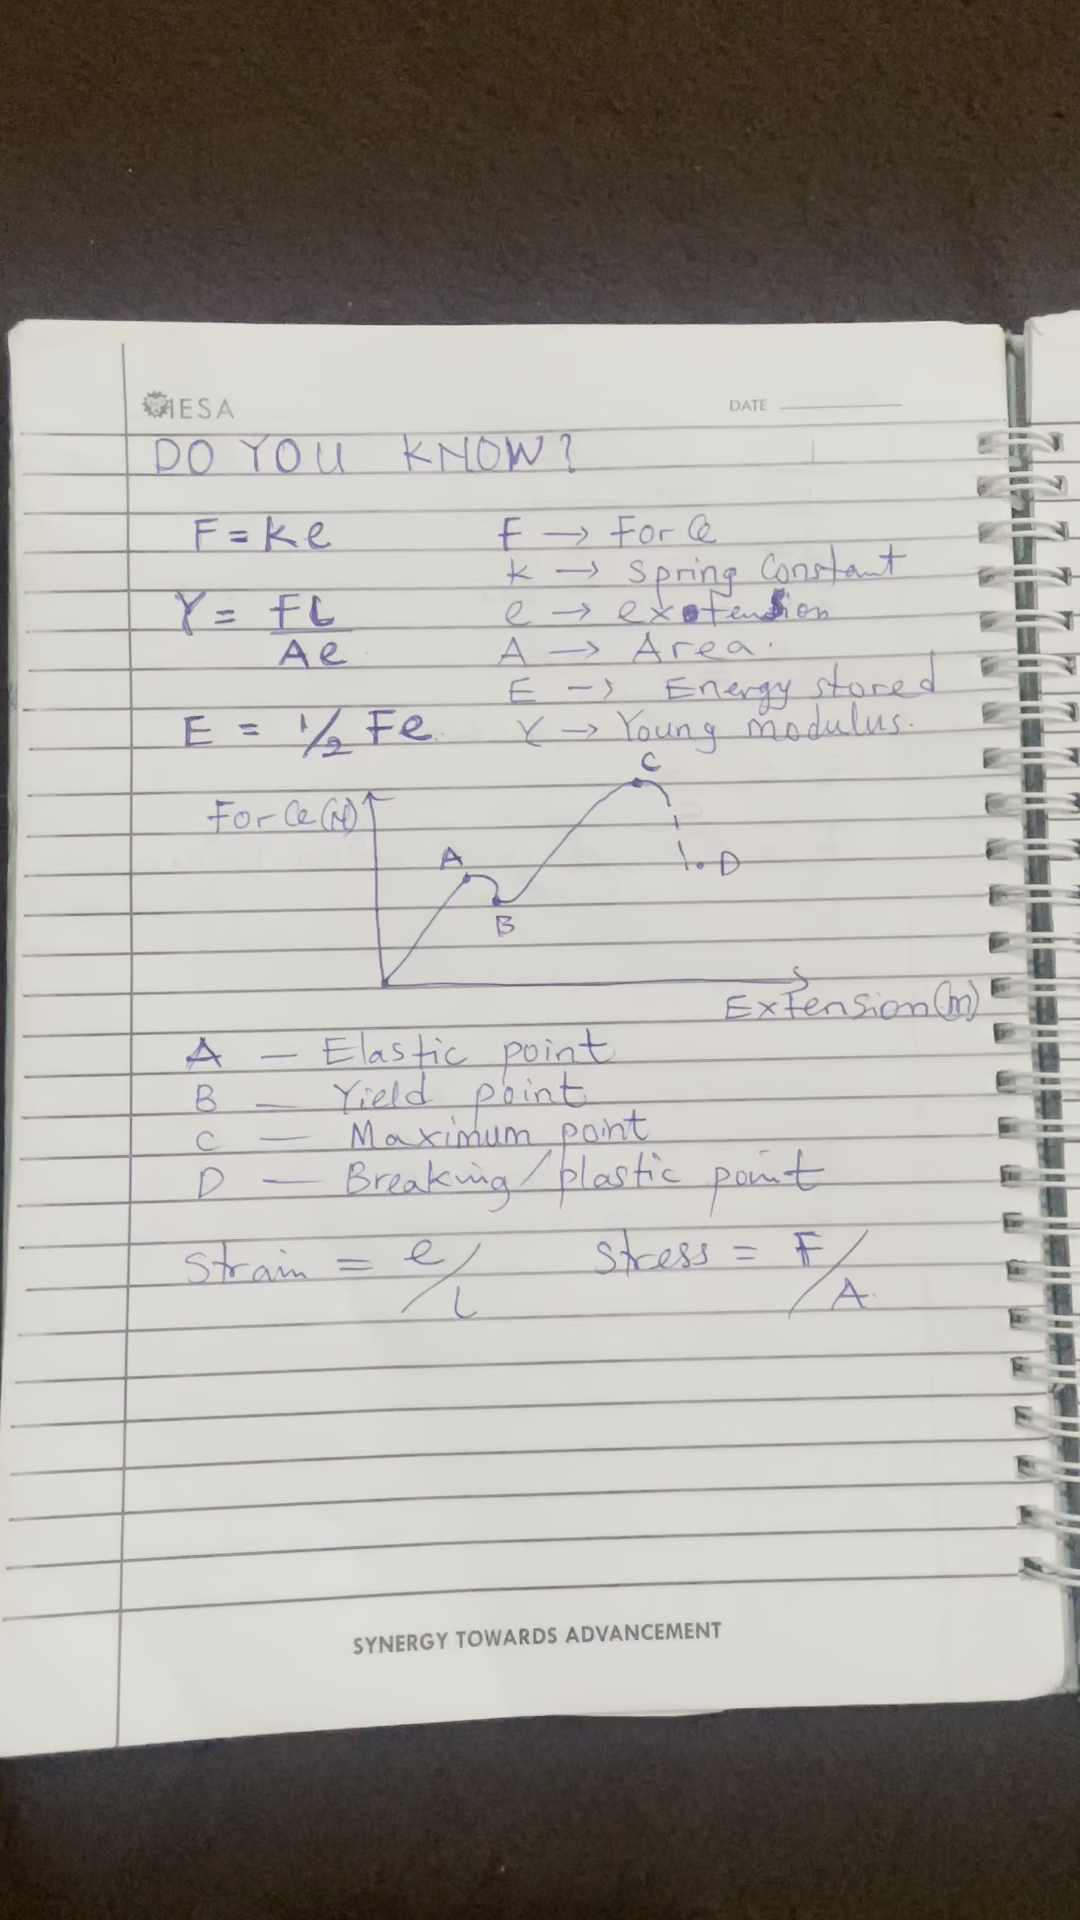 IESA
DATE
DO YOU KNOW?
F = ke
F → Force
k → Spring Constant
Y = FL/Ae
e → extension
A → Area.
E → Energy stored
E = 1/2 Fe.
Y → Young modulus.
C
Force (N)
A
D
B
Extension (m)
A — Elastic point
B — Yield point
C — Maximum point
D — Breaking/plastic point
Strain = e/L Stress = F/A.
SYNERGY TOWARDS ADVANCEMENT